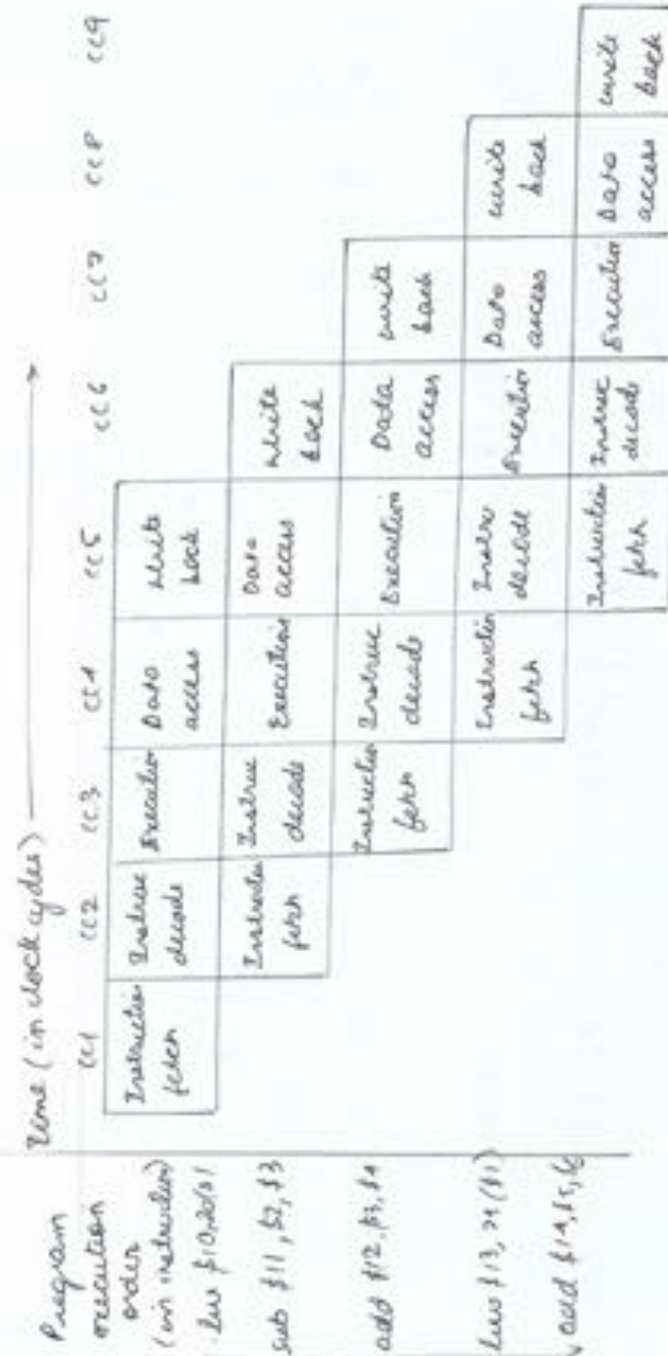 Time (in clock cycles)
Program
execution
order
(in instruction)
CC1 CC2 CC3 CC4 CC5 CC6 CC7 CC8 CC9
lw $10,20($1
Instruction fetch
Instruc decode
Execution
Data access
Write back
sub $11, $2, $3
Instruction fetch
Instruc decode
Execution
Data access
Write back
add $12, $3, $4
Instruction fetch
Instruc decode
Execution
Data access
write back
lw $13, 24($1)
Instruction fetch
Instruc decode
Execution
Data access
write back
add $14, $5, $6
Instruction fetch
Instruc decode
Execution
Data access
write back